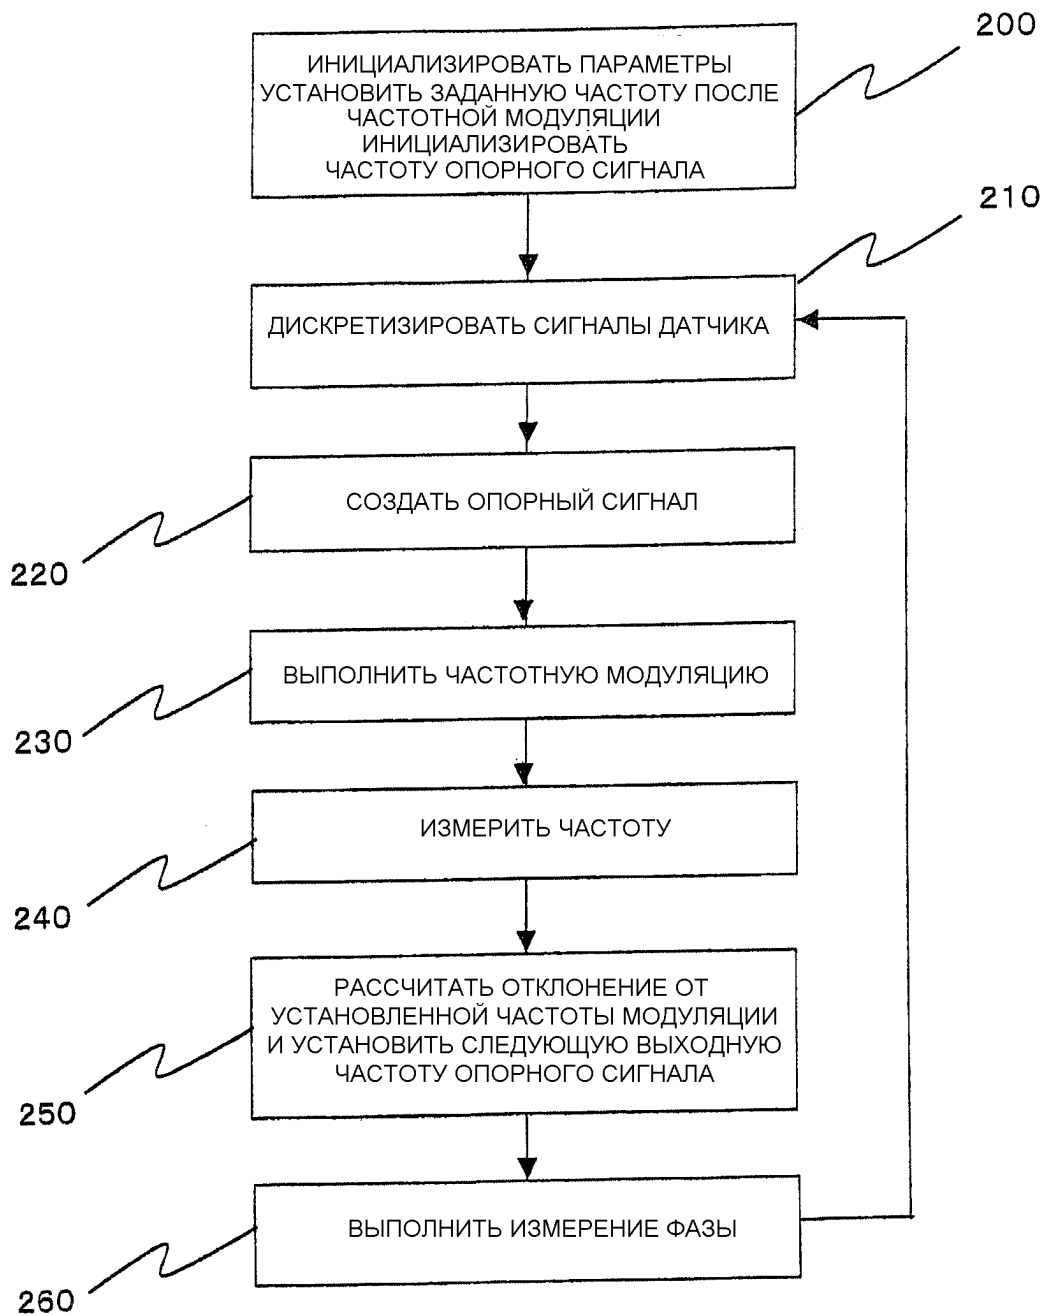 200
ИНИЦИАЛИЗИРОВАТЬ ПАРАМЕТРЫ
УСТАНОВИТЬ ЗАДАННУЮ ЧАСТОТУ ПОСЛЕ
ЧАСТОТНОЙ МОДУЛЯЦИИ
ИНИЦИАЛИЗИРОВАТЬ
ЧАСТОТУ ОПОРНОГО СИГНАЛА
210
ДИСКРЕТИЗИРОВАТЬ СИГНАЛЫ ДАТЧИКА
СОЗДАТЬ ОПОРНЫЙ СИГНАЛ
220
ВЫПОЛНИТЬ ЧАСТОТНУЮ МОДУЛЯЦИЮ
230
ИЗМЕРИТЬ ЧАСТОТУ
240
РАССЧИТАТЬ ОТКЛОНЕНИЕ ОТ
УСТАНОВЛЕННОЙ ЧАСТОТЫ МОДУЛЯЦИИ
И УСТАНОВИТЬ СЛЕДУЮЩУЮ ВЫХОДНУЮ
ЧАСТОТУ ОПОРНОГО СИГНАЛА
250
ВЫПОЛНИТЬ ИЗМЕРЕНИЕ ФАЗЫ
260